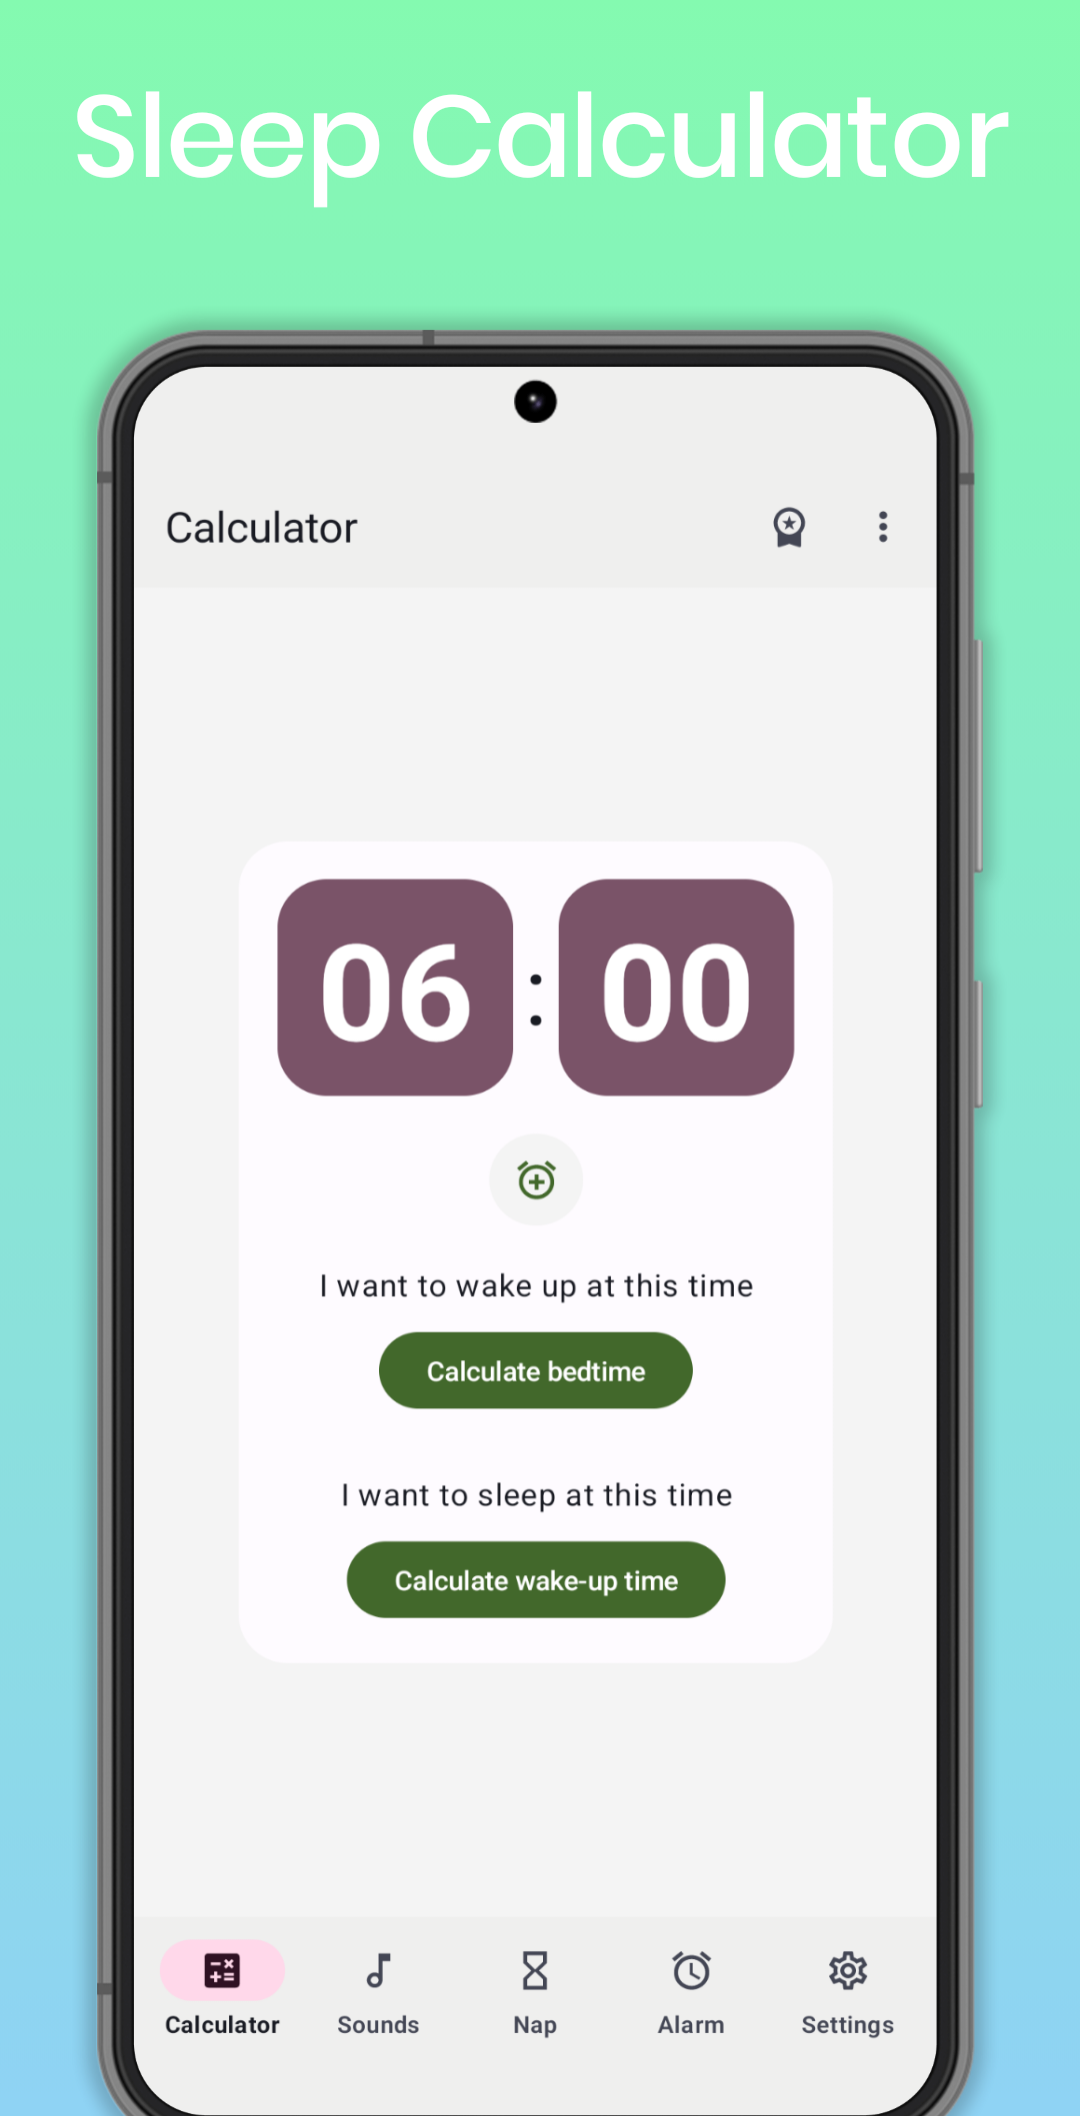 Sleep Calculator
Calculator
06 : 00
I want to wake up at this time
Calculate bedtime
I want to sleep at this time
Calculate wake-up time
Calculator Sounds Nap Alarm Settings